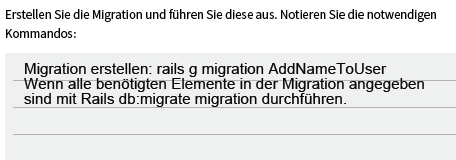 Erstellen Sie die Migration und führen Sie diese aus. Notieren Sie die notwendigen
Kommandos:
Migration erstellen: rails g migration AddNameToUser
Wenn alle benötigten Elemente in der Migration angegeben
sind mit Rails db:migrate migration durchführen.